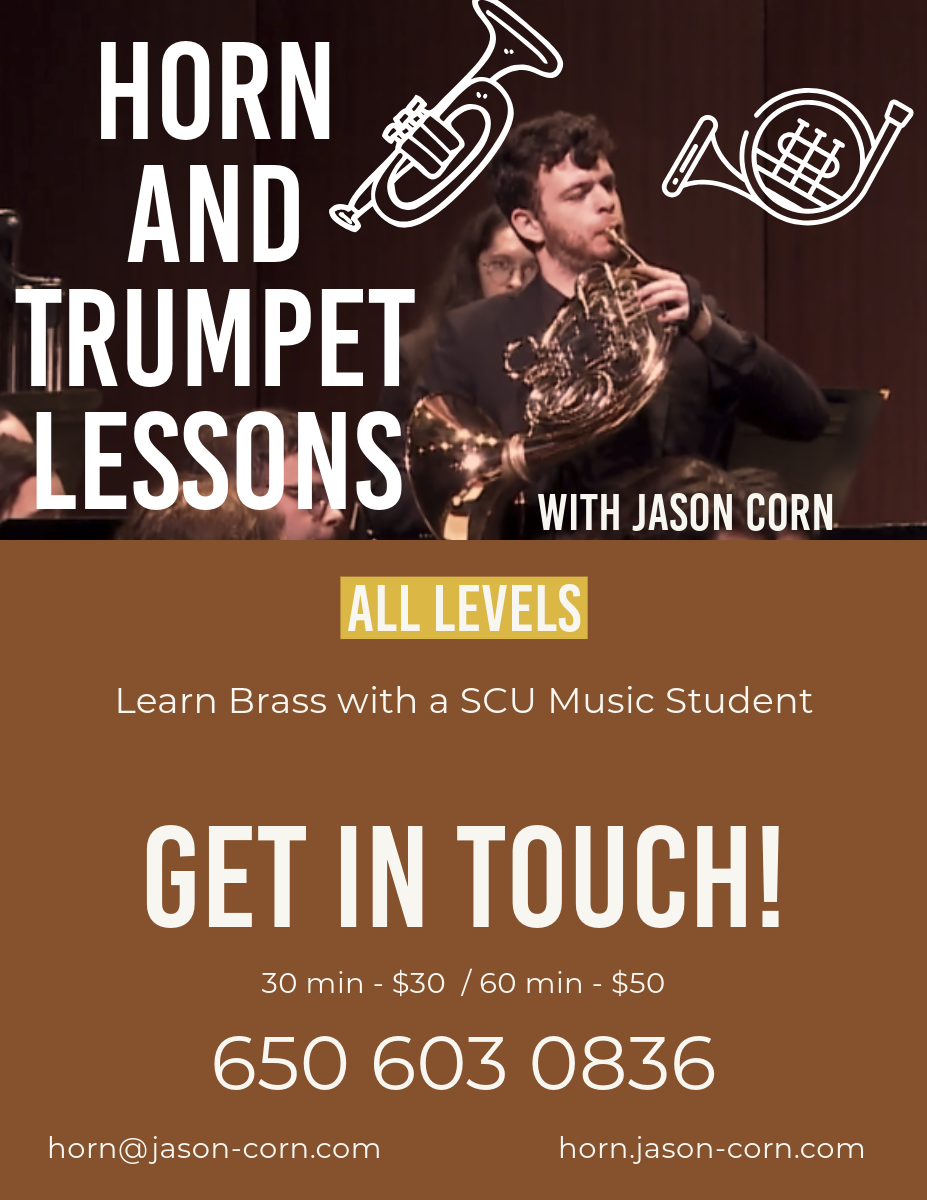 HORN
AND
TRUMPET
LESSONS
WITH JASON CORN
ALL LEVELS
Learn Brass with a SCU Music Student
GET IN TOUCH!
30 min - $30 / 60 min - $50
650 603 0836
horn@jason-corn.com
horn.jason-corn.com